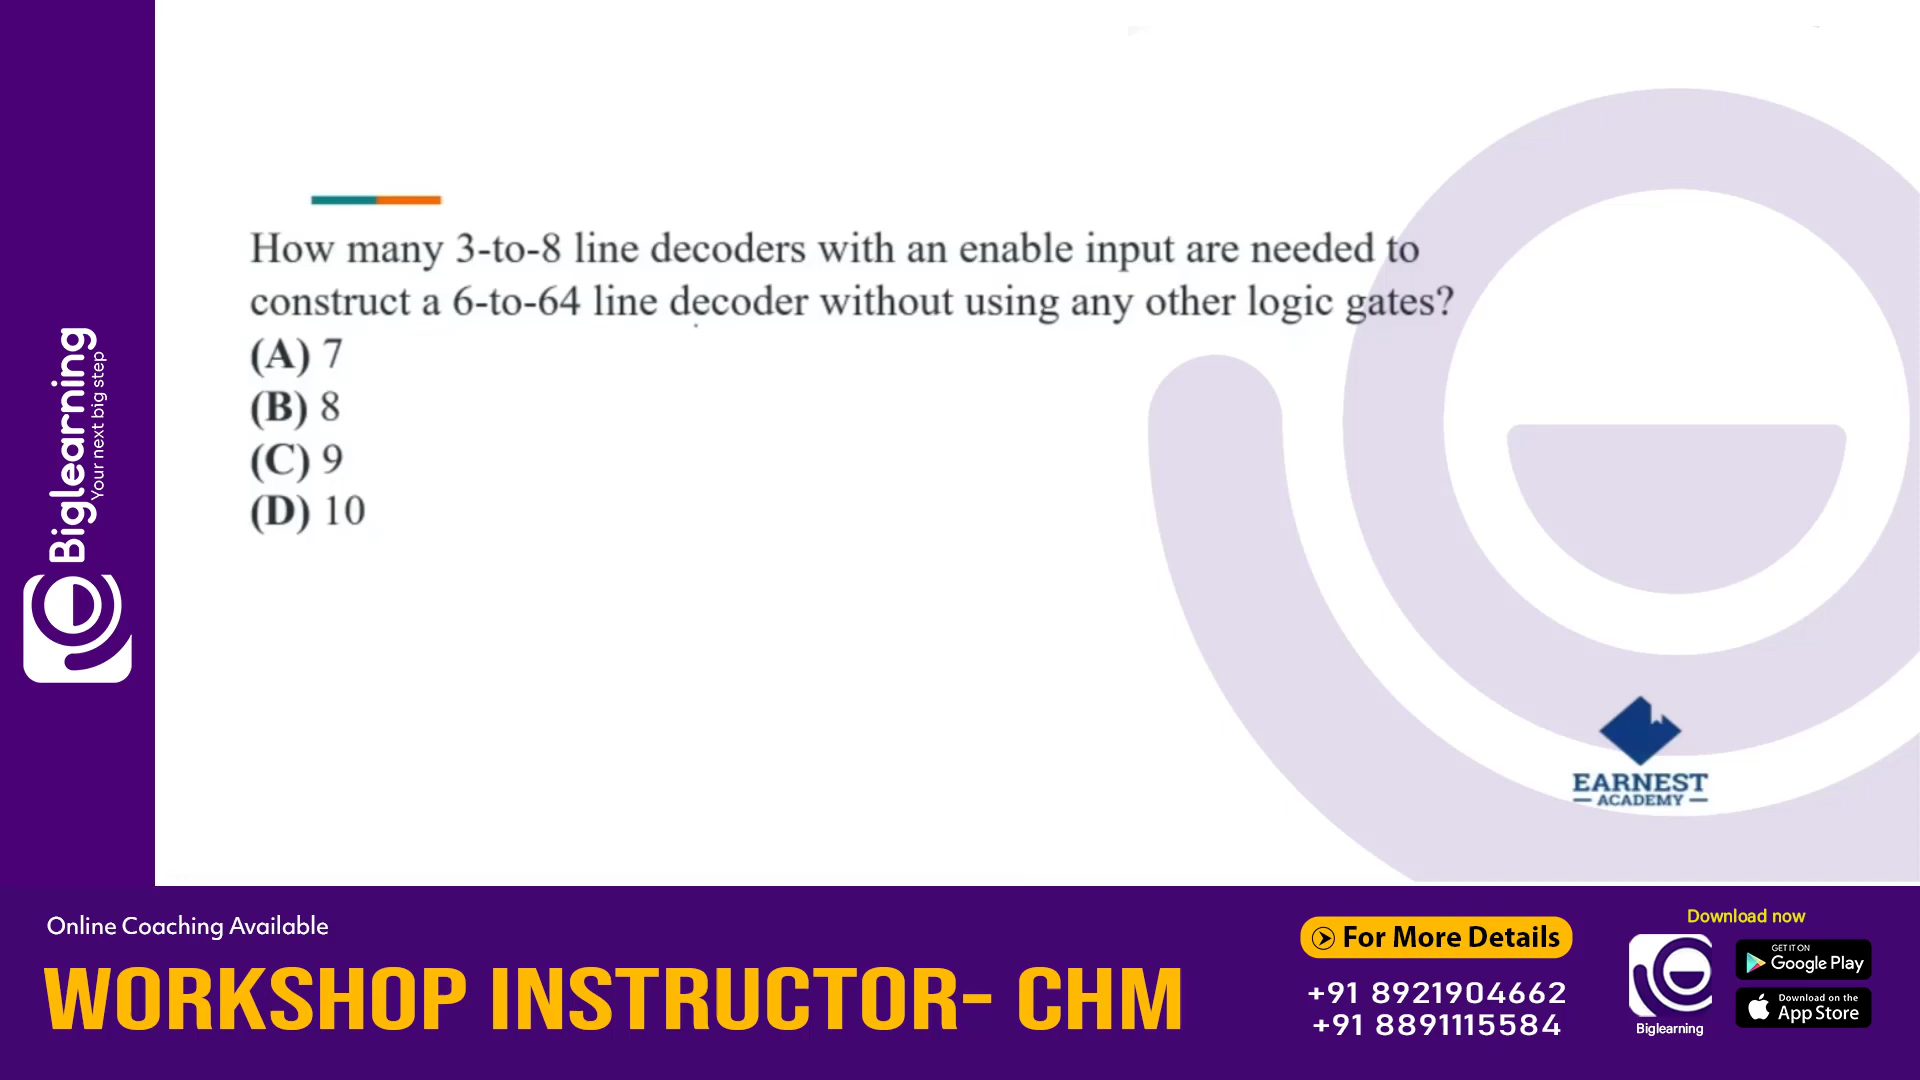 Biglearning
Your next big step
How many 3-to-8 line decoders with an enable input are needed to
construct a 6-to-64 line decoder without using any other logic gates?
(A) 7
(B) 8
(C) 9
(D) 10
EARNEST
ACADEMY
Online Coaching Available
WORKSHOP INSTRUCTOR- CHM
For More Details
+91 8921904662
+91 8891115584
Download now
Biglearning
GET IT ON
Google Play
Download on the
App Store